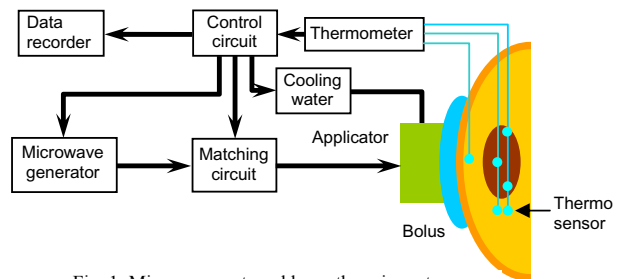 Data
recorder
Control
circuit
Thermometer
Cooling
water
Applicator
Microwave
generator
Matching
circuit
Thermo
sensor
Bolus